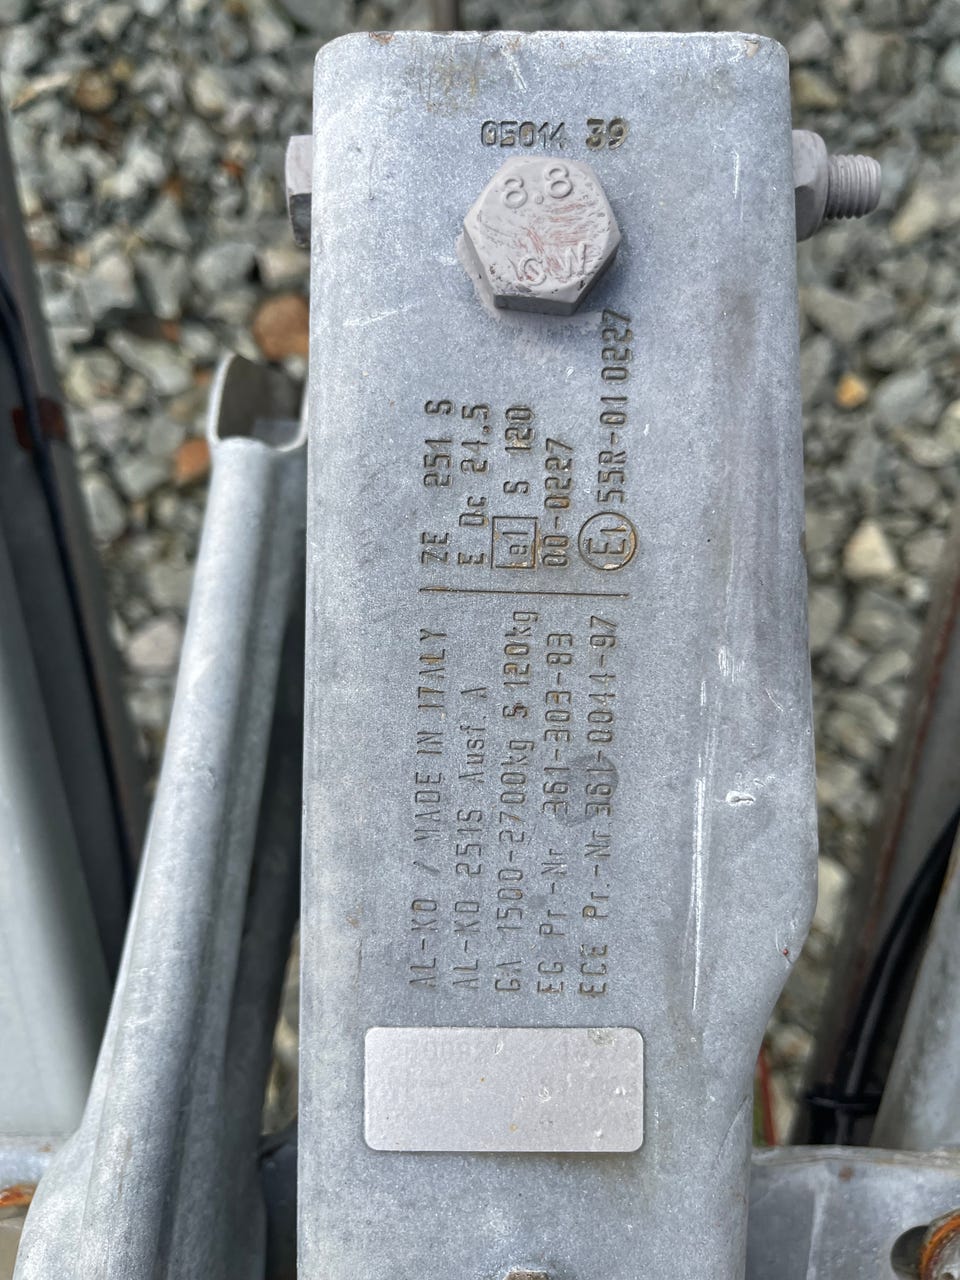 05014 39
8.8
OW
ZE 251 S
E Dc 24,5
e1 S 120
00-0227
E1 55R-01 0227
AL-KO / MADE IN ITALY
AL-KO 251S Ausf. A
GA 1500-2700kg S 120kg
EG Pr.-Nr 361-303-83
ECE Pr.-Nr 361-0044-97